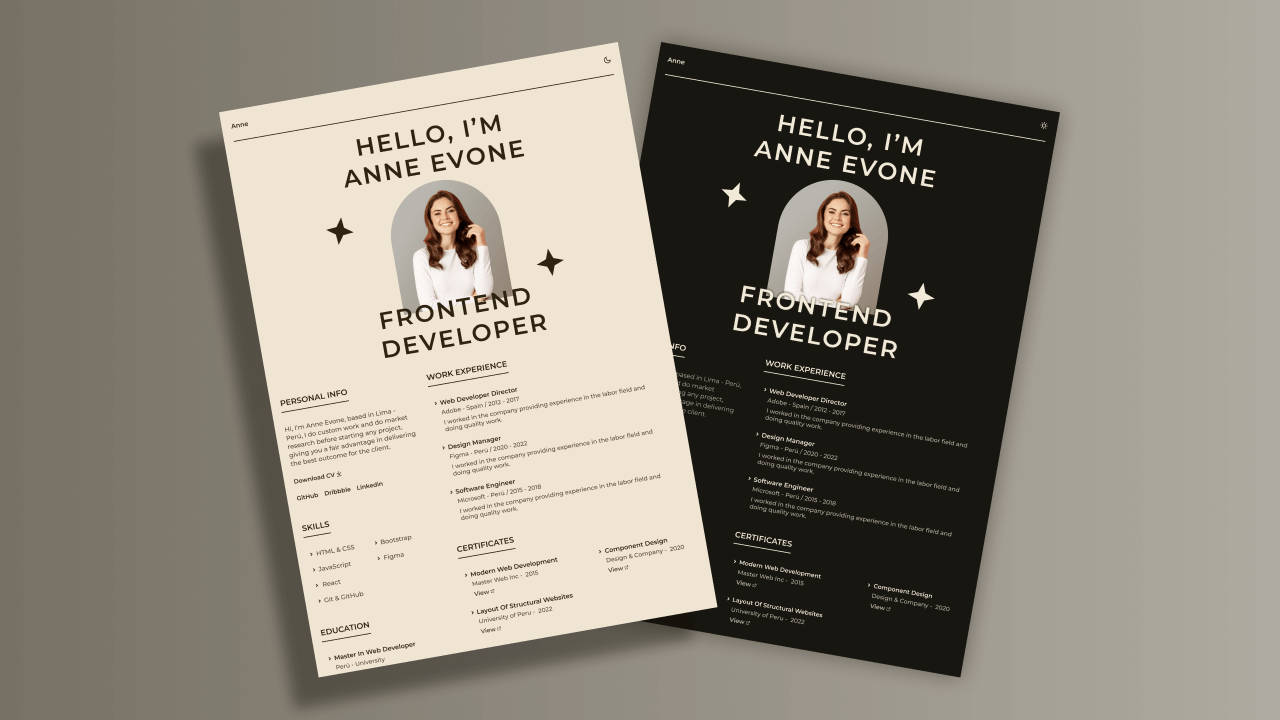 Anne
HELLO, I'M
ANNE EVONE
FRONTEND
DEVELOPER
PERSONAL INFO
Hi, I'm Anne Evone, based in Lima -
Perú, I do custom work and do market
research before starting any project,
giving you a fair advantage in delivering
the best outcome for the client.
Download CV
GitHub Dribbble Linkedin
SKILLS
HTML & CSS
JavaScript
React
Git & GitHub
Bootstrap
Figma
EDUCATION
Master In Web Developer
Perú - University
WORK EXPERIENCE
Web Developer Director
Adobe - Spain / 2012 - 2017
I worked in the company providing experience in the labor field and
doing quality work.
Design Manager
Figma - Perú / 2020 - 2022
I worked in the company providing experience in the labor field and
doing quality work.
Software Engineer
Microsoft - Perú / 2015 - 2018
I worked in the company providing experience in the labor field and
doing quality work.
CERTIFICATES
Modern Web Development
Master Web Inc - 2015
View
Layout Of Structural Websites
University of Peru - 2022
View
Component Design
Design & Company - 2020
View
Anne
HELLO, I'M
ANNE EVONE
FRONTEND
DEVELOPER
NFO
based in Lima - Perú,
do market
any project,
in delivering
client.
WORK EXPERIENCE
Web Developer Director
Adobe - Spain / 2012 - 2017
I worked in the company providing experience in the labor field and
doing quality work.
Design Manager
Figma - Perú / 2020 - 2022
I worked in the company providing experience in the labor field and
doing quality work.
Software Engineer
Microsoft - Perú / 2015 - 2018
I worked in the company providing experience in the labor field and
doing quality work.
CERTIFICATES
Modern Web Development
Master Web Inc - 2015
View
Layout Of Structural Websites
University of Peru - 2022
View
Component Design
Design & Company - 2020
View